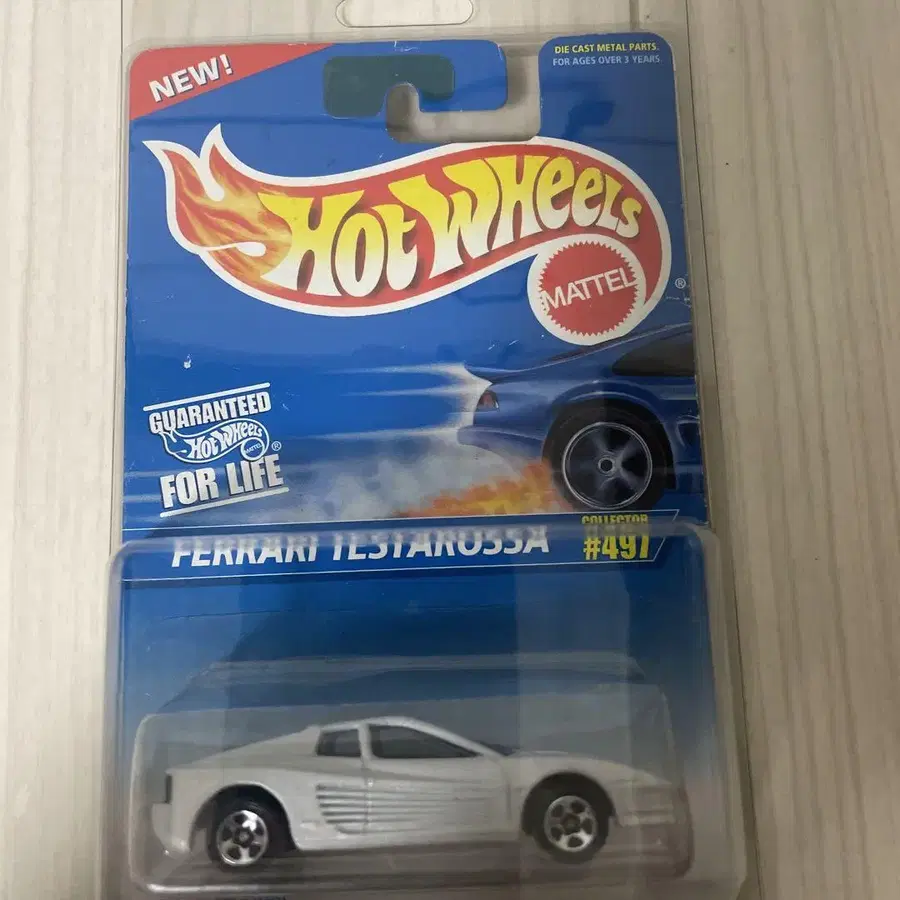 NEW!
DIE CAST METAL PARTS.
FOR AGES OVER 3 YEARS.
HOT WHEELS
MATTEL
®
GUARANTEED
HOT WHEELS
MATTEL
®
FOR LIFE
FERRARI TESTAROSSA
COLLECTOR
#497